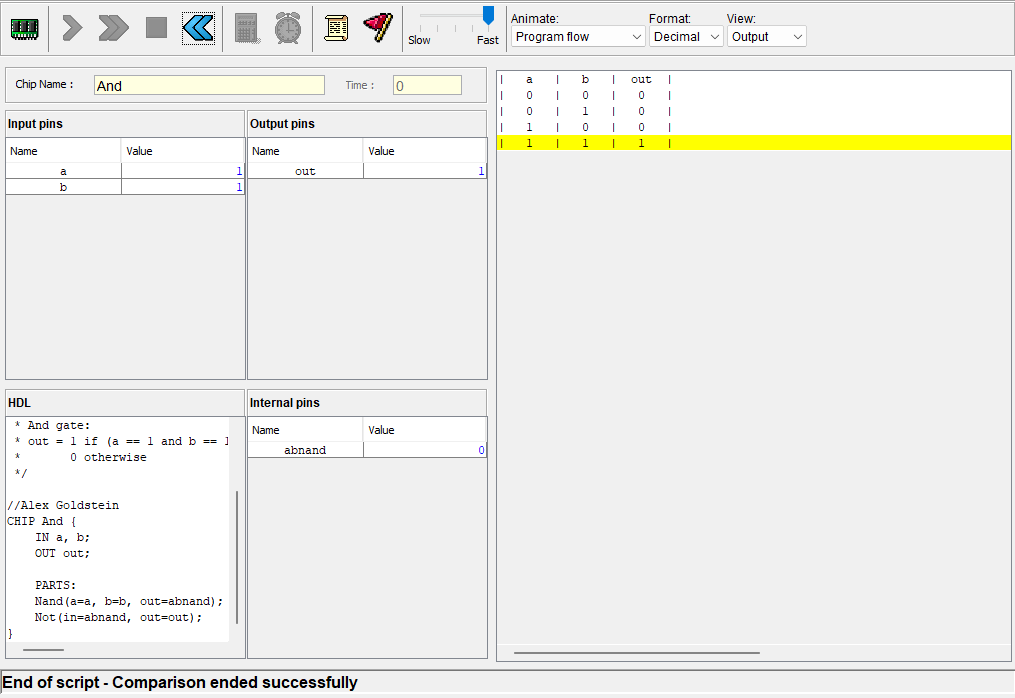 Slow Fast
Animate: Format: View:
Program flow Decimal Output
Chip Name : And Time : 0
Input pins
Name Value
a 1
b 1
Output pins
Name Value
out 1
HDL
* And gate:
* out = 1 if (a == 1 and b == 1
* 0 otherwise
*/
//Alex Goldstein
CHIP And {
IN a, b;
OUT out;
PARTS:
Nand(a=a, b=b, out=abnand);
Not(in=abnand, out=out);
}
Internal pins
Name Value
abnand 0
| a | b | out |
| 0 | 0 | 0 |
| 0 | 1 | 0 |
| 1 | 0 | 0 |
| 1 | 1 | 1 |
End of script - Comparison ended successfully